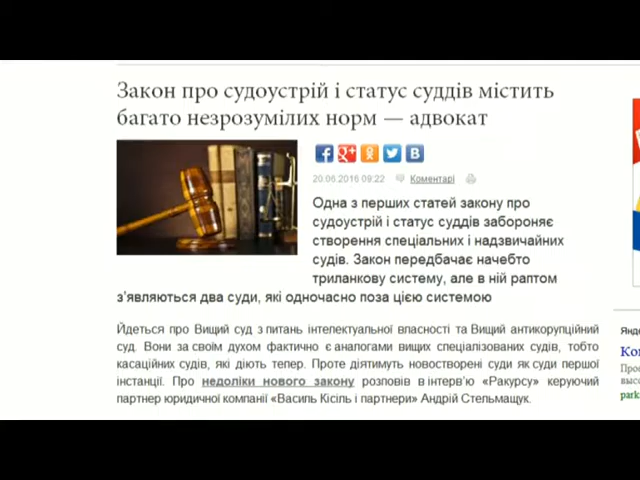 Закон про судоустрій і статус суддів містить
багато незрозумілих норм — адвокат
20.06.2016 09:22 Коментарі
Одна з перших статей закону про
судоустрій і статус суддів забороняє
створення спеціальних і надзвичайних
судів. Закон передбачає начебто
триланкову систему, але в ній раптом
з'являються два суди, які одночасно поза цією системою
Йдеться про Вищий суд з питань інтелектуальної власності та Вищий антикорупційний
суд. Вони за своїм духом фактично є аналогами вищих спеціалізованих судів, тобто
касаційних судів, які діють тепер. Проте діятимуть новостворені суди як суди першої
інстанції. Про недоліки нового закону розповів в інтерв'ю «Ракурсу» керуючий
партнер юридичної компанії «Василь Кісіль і партнери» Андрій Стельмащук.